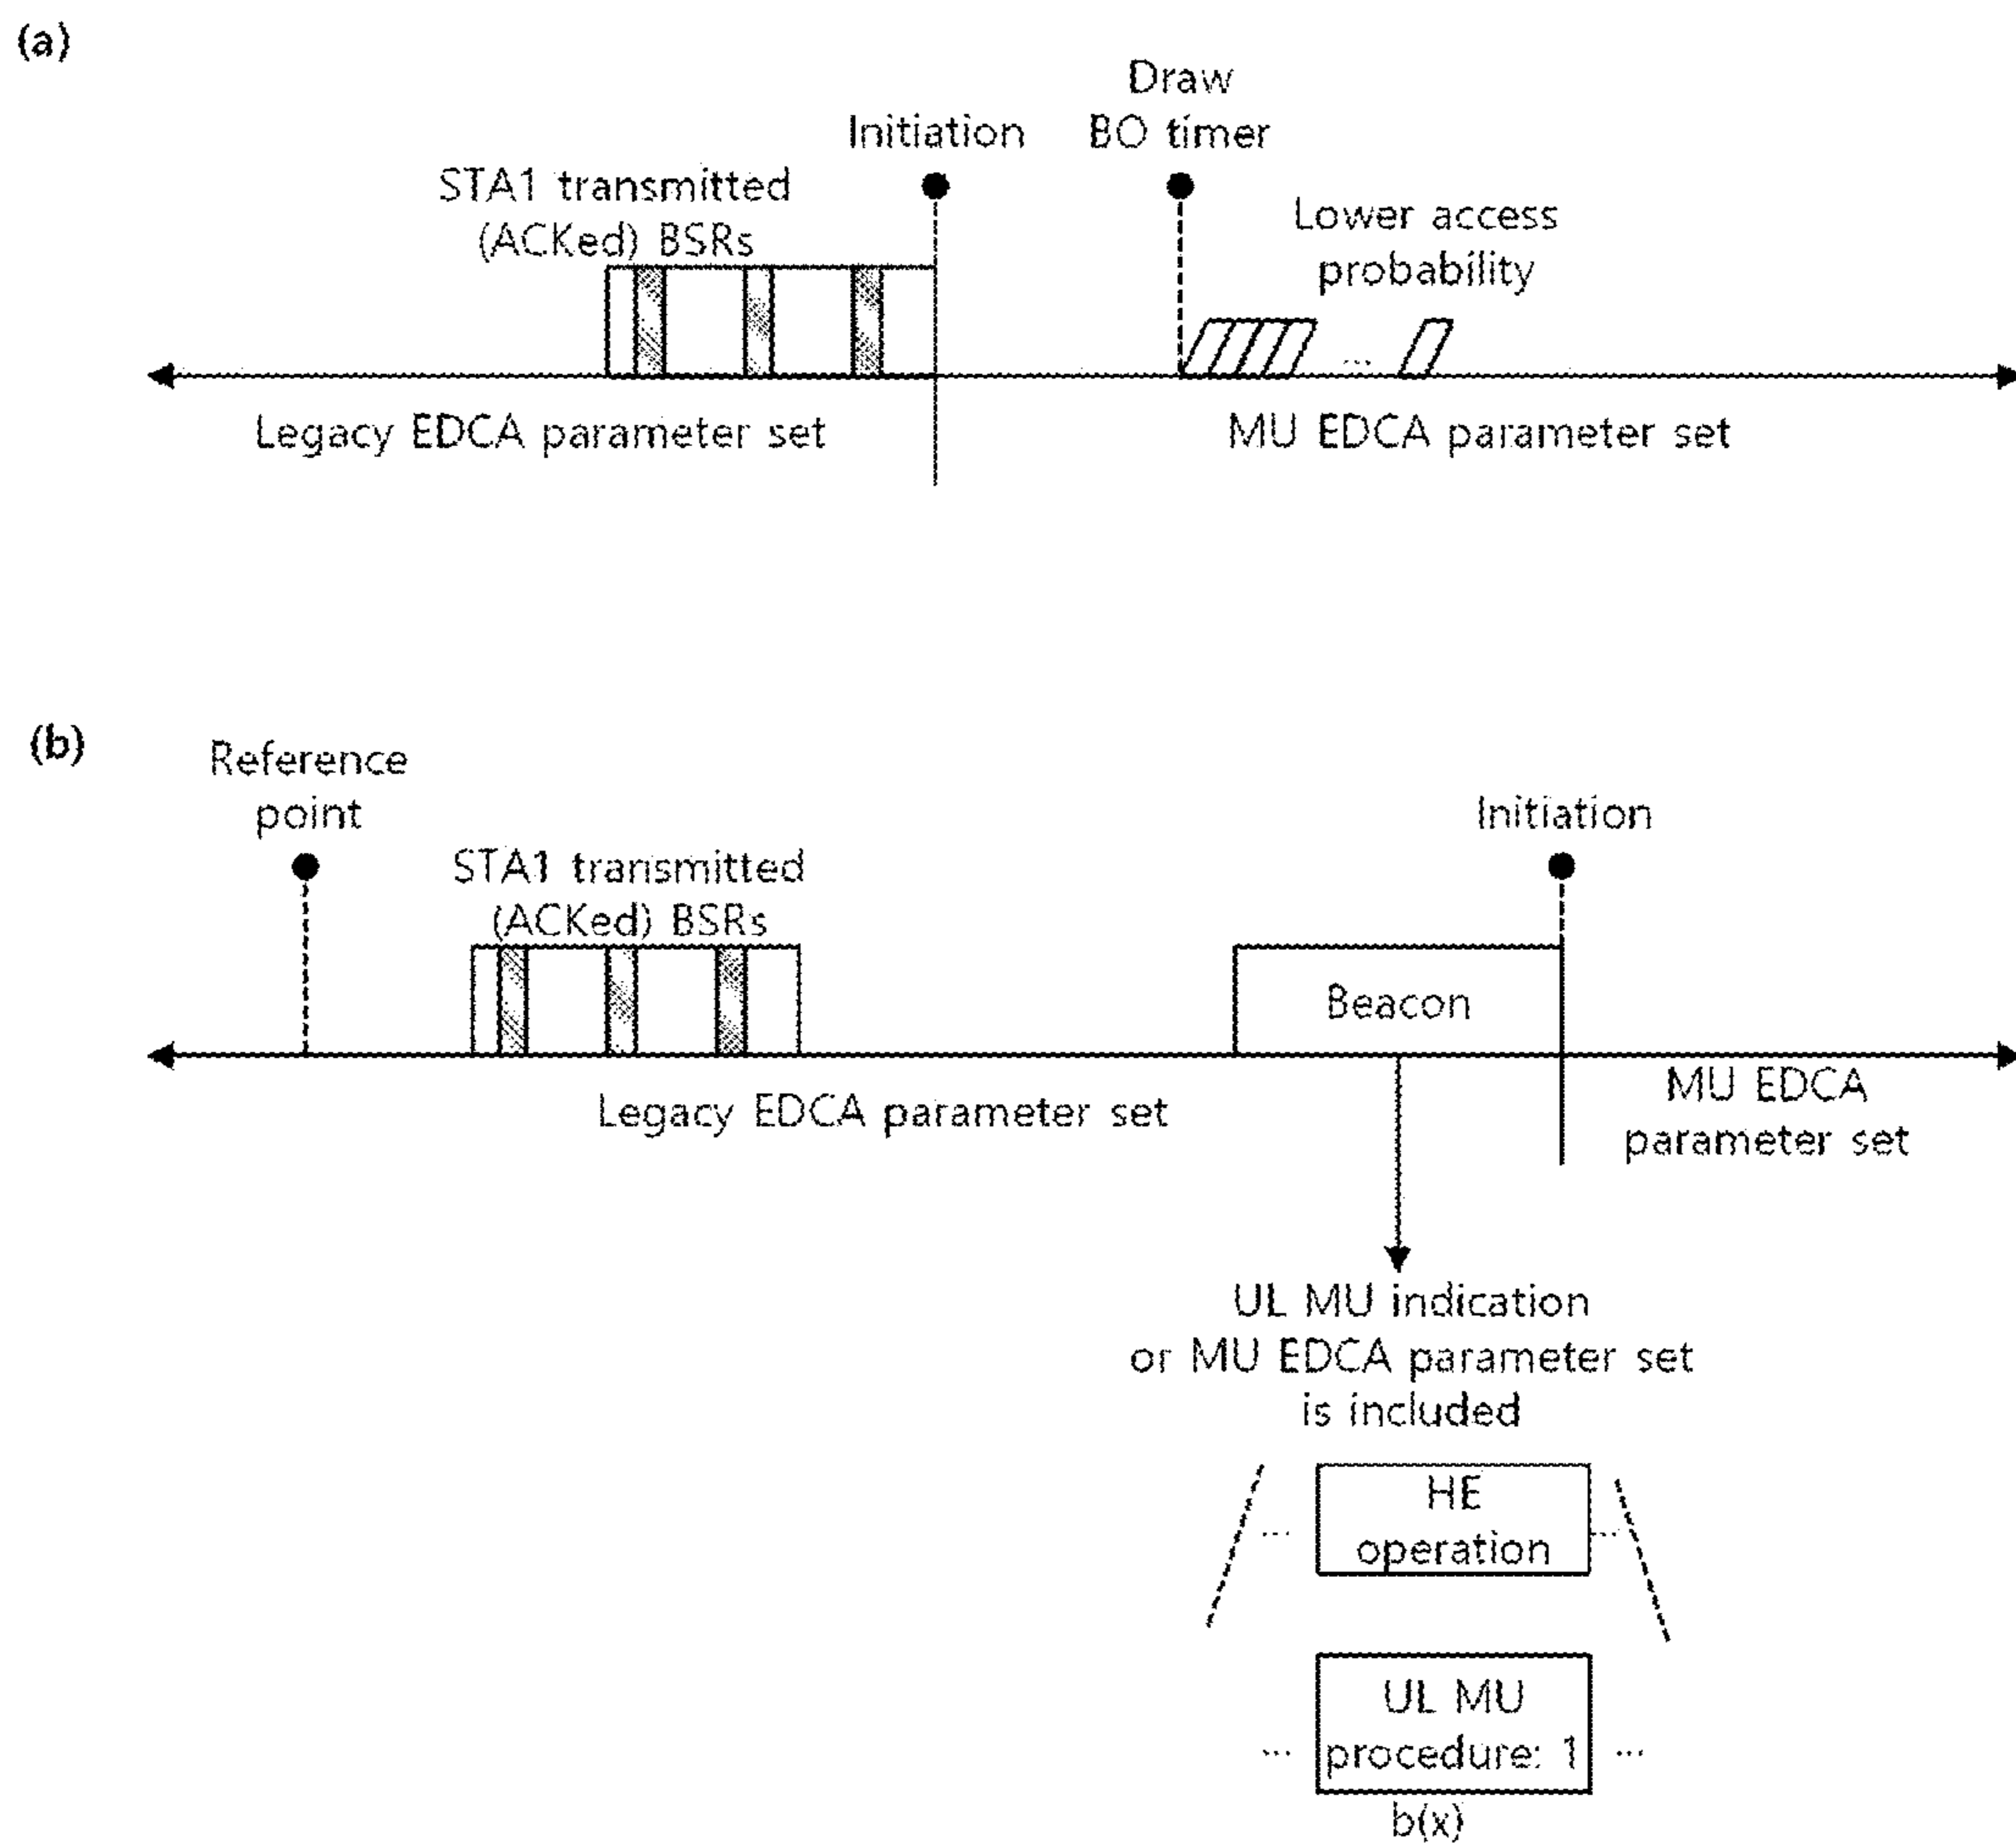 (a)
Draw
BO timer
Initiation
STA1 transmitted
(ACKed) BSRs
Lower access
probability
...
Legacy EDCA parameter set
MU EDCA parameter set
(b)
Reference
point
Initiation
STA1 transmitted
(ACKed) BSRs
Beacon
Legacy EDCA parameter set
MU EDCA
parameter set
UL MU indication
or MU EDCA parameter set
is included
HE
... operation ...
UL MU
... procedure: 1 ...
b(x)